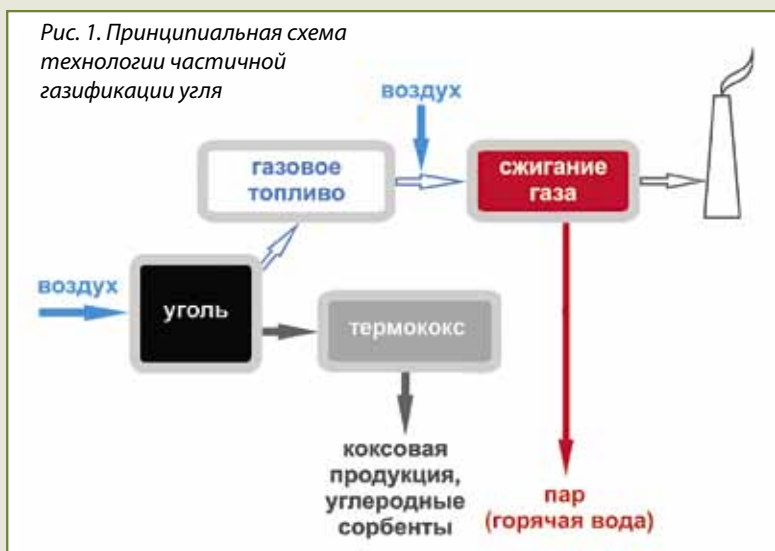 Рис. 1. Принципиальная схема
технологии частичной
газификации угля
воздух
газовое
топливо
сжигание
газа
воздух
уголь
термококс
коксовая
продукция,
углеродные
сорбенты
пар
(горячая вода)